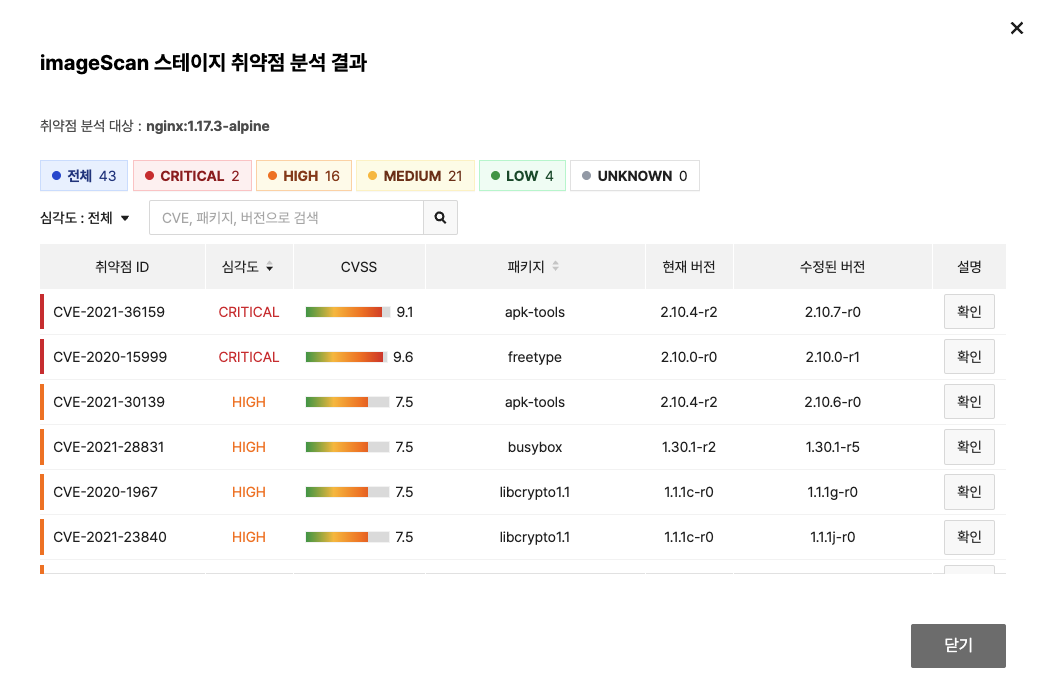 imageScan 스테이지 취약점 분석 결과
취약점 분석 대상 : nginx:1.17.3-alpine
전체 43 CRITICAL 2 HIGH 16 MEDIUM 21 LOW 4 UNKNOWN 0
심각도 : 전체 CVE, 패키지, 버전으로 검색
취약점 ID 심각도 CVSS 패키지 현재 버전 수정된 버전 설명
CVE-2021-36159 CRITICAL 9.1 apk-tools 2.10.4-r2 2.10.7-r0 확인
CVE-2020-15999 CRITICAL 9.6 freetype 2.10.0-r0 2.10.0-r1 확인
CVE-2021-30139 HIGH 7.5 apk-tools 2.10.4-r2 2.10.6-r0 확인
CVE-2021-28831 HIGH 7.5 busybox 1.30.1-r2 1.30.1-r5 확인
CVE-2020-1967 HIGH 7.5 libcrypto1.1 1.1.1c-r0 1.1.1g-r0 확인
CVE-2021-23840 HIGH 7.5 libcrypto1.1 1.1.1c-r0 1.1.1j-r0 확인
닫기